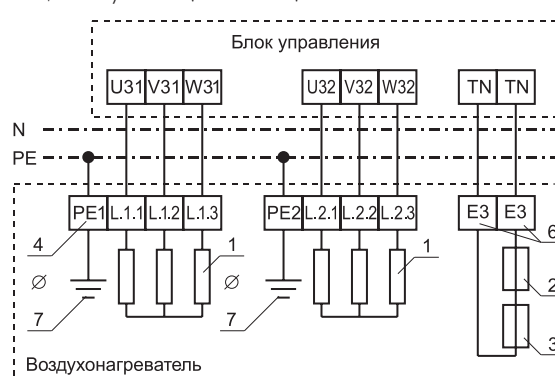 Блок управления
U31 V31 W31 U32 V32 W32 TN TN
N
PE
PE1 L.1.1 L.1.2 L.1.3 PE2 L.2.1 L.2.2 L.2.3 E3 E3
4 1 1 6
∅ ∅ 2
7 7 3
Воздухонагреватель